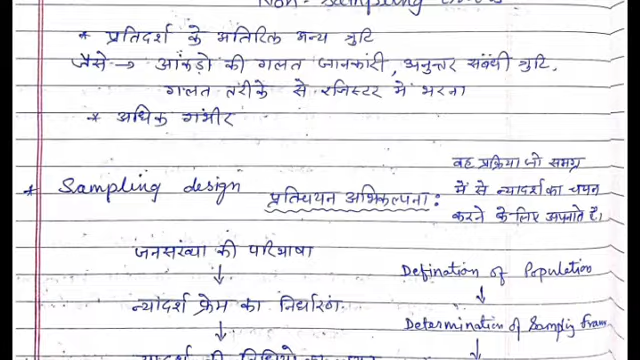 Non-Sampling
* प्रतिदर्श के अतिरिक्त अन्य त्रुटि
जैसे → आंकड़ो की गलत जानकारी, अनुत्तर संबंधी त्रुटि,
गलत तरीके से रजिस्टर में भरना
* अधिक गंभीर
* Sampling design प्रतिचयन अभिकल्पना :
वह प्रक्रिया जो समग्र
में से न्यादर्श का चयन
करने के लिए अपनाते है।
जनसंख्या की परिभाषा
↓
न्यादर्श फ्रेम का निर्धारण
↓
Defination of Population
↓
Determination of Samplig fram
↓